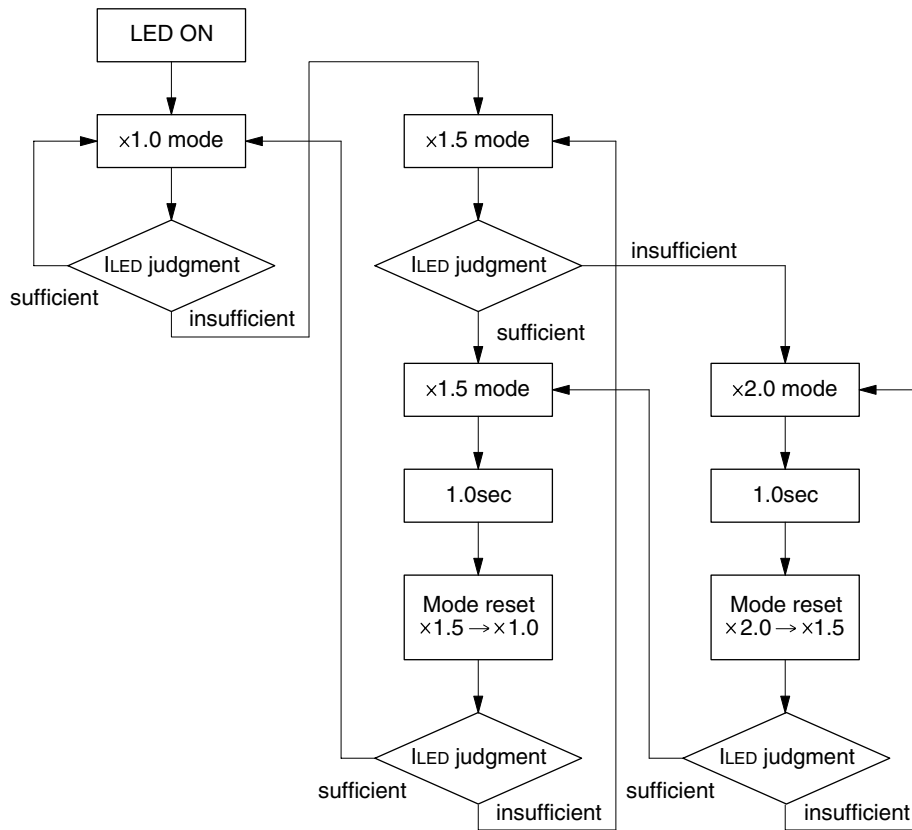 LED ON
×1.0 mode
ILED judgment
sufficient
insufficient
×1.5 mode
ILED judgment
insufficient
sufficient
×1.5 mode
1.0sec
Mode reset
×1.5→×1.0
ILED judgment
sufficient
insufficient
×2.0 mode
1.0sec
Mode reset
×2.0→×1.5
ILED judgment
sufficient
insufficient